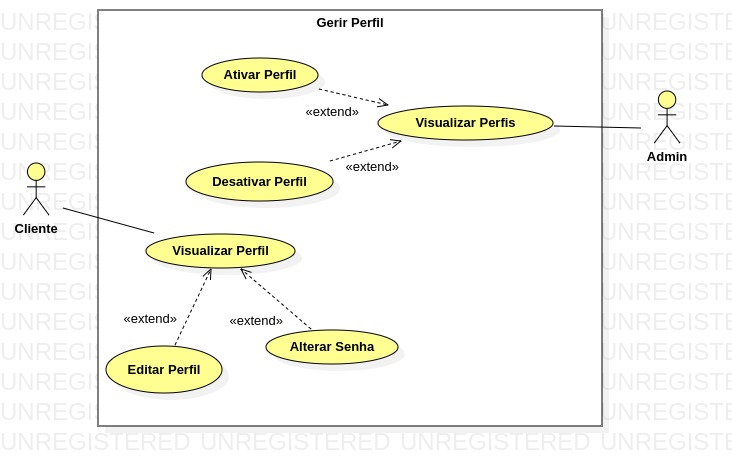 Gerir Perfil
Ativar Perfil
«extend»
Visualizar Perfis
Admin
«extend»
Desativar Perfil
Cliente
Visualizar Perfil
«extend»
«extend»
Alterar Senha
Editar Perfil
UNREGISTERED UNREGISTERED UNREGISTERED UNREGISTE